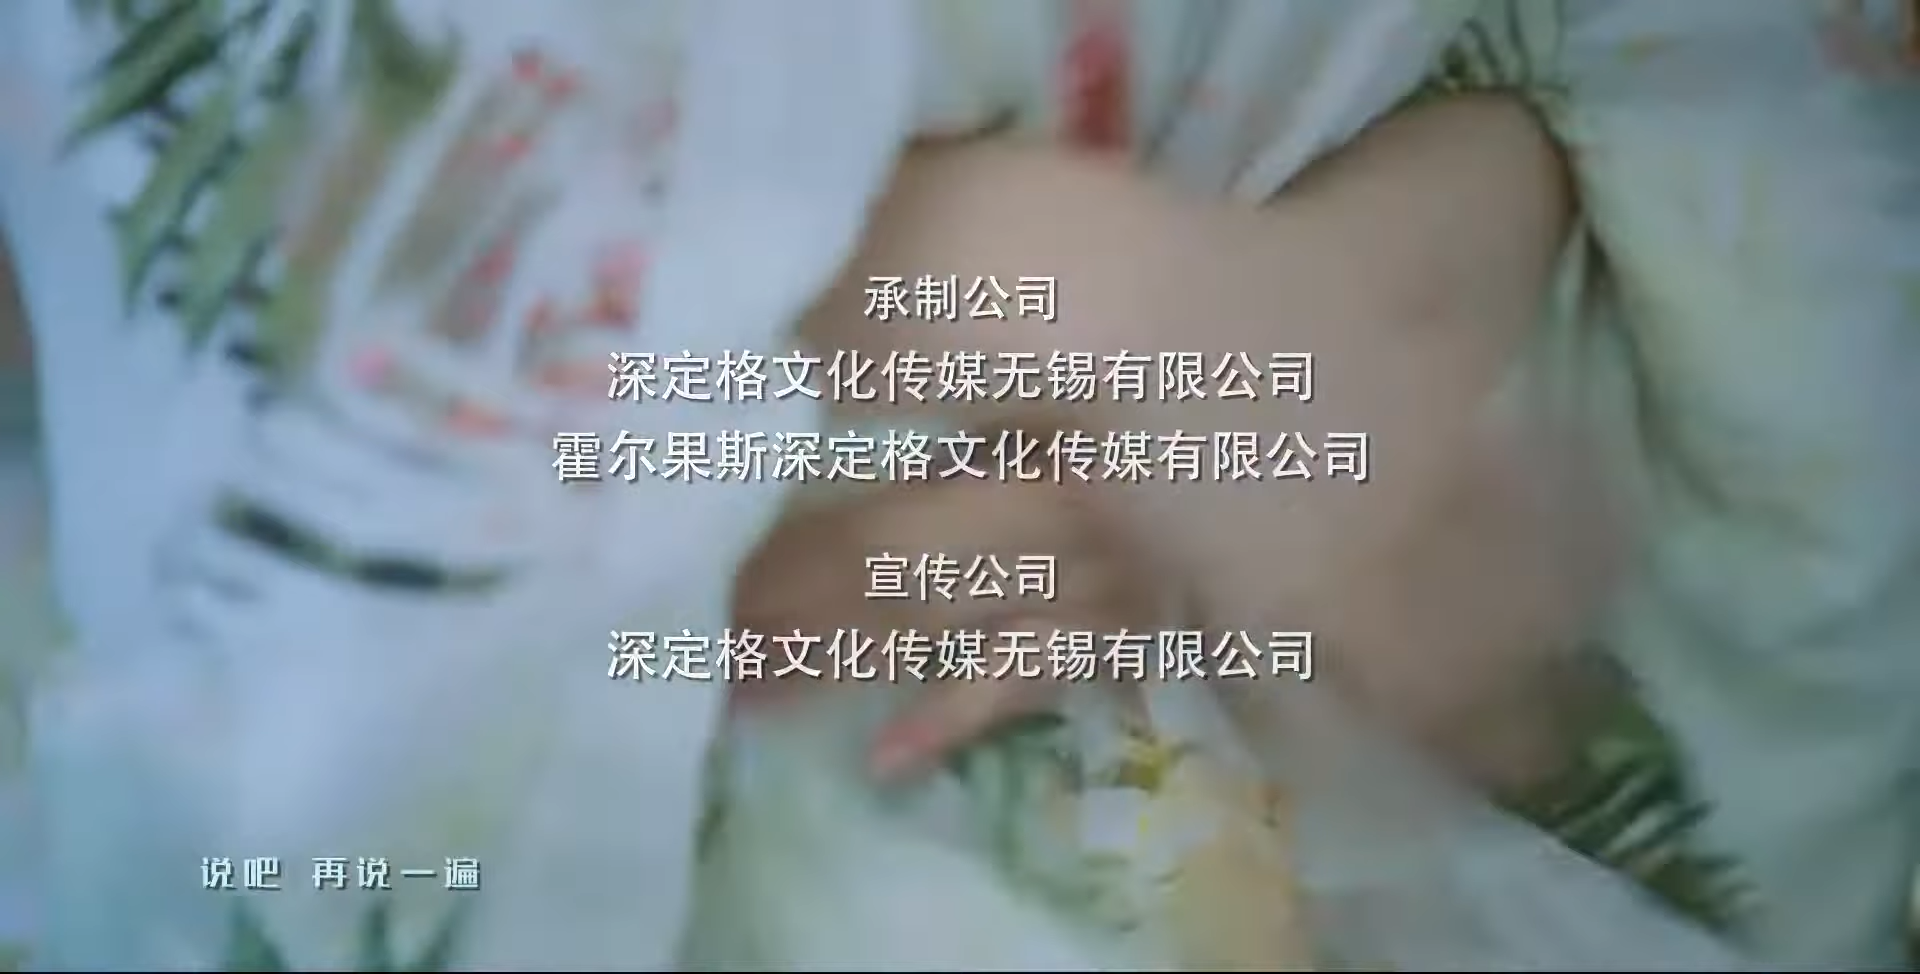 承制公司
深定格文化传媒无锡有限公司
霍尔果斯深定格文化传媒有限公司
宣传公司
深定格文化传媒无锡有限公司
说吧 再说一遍